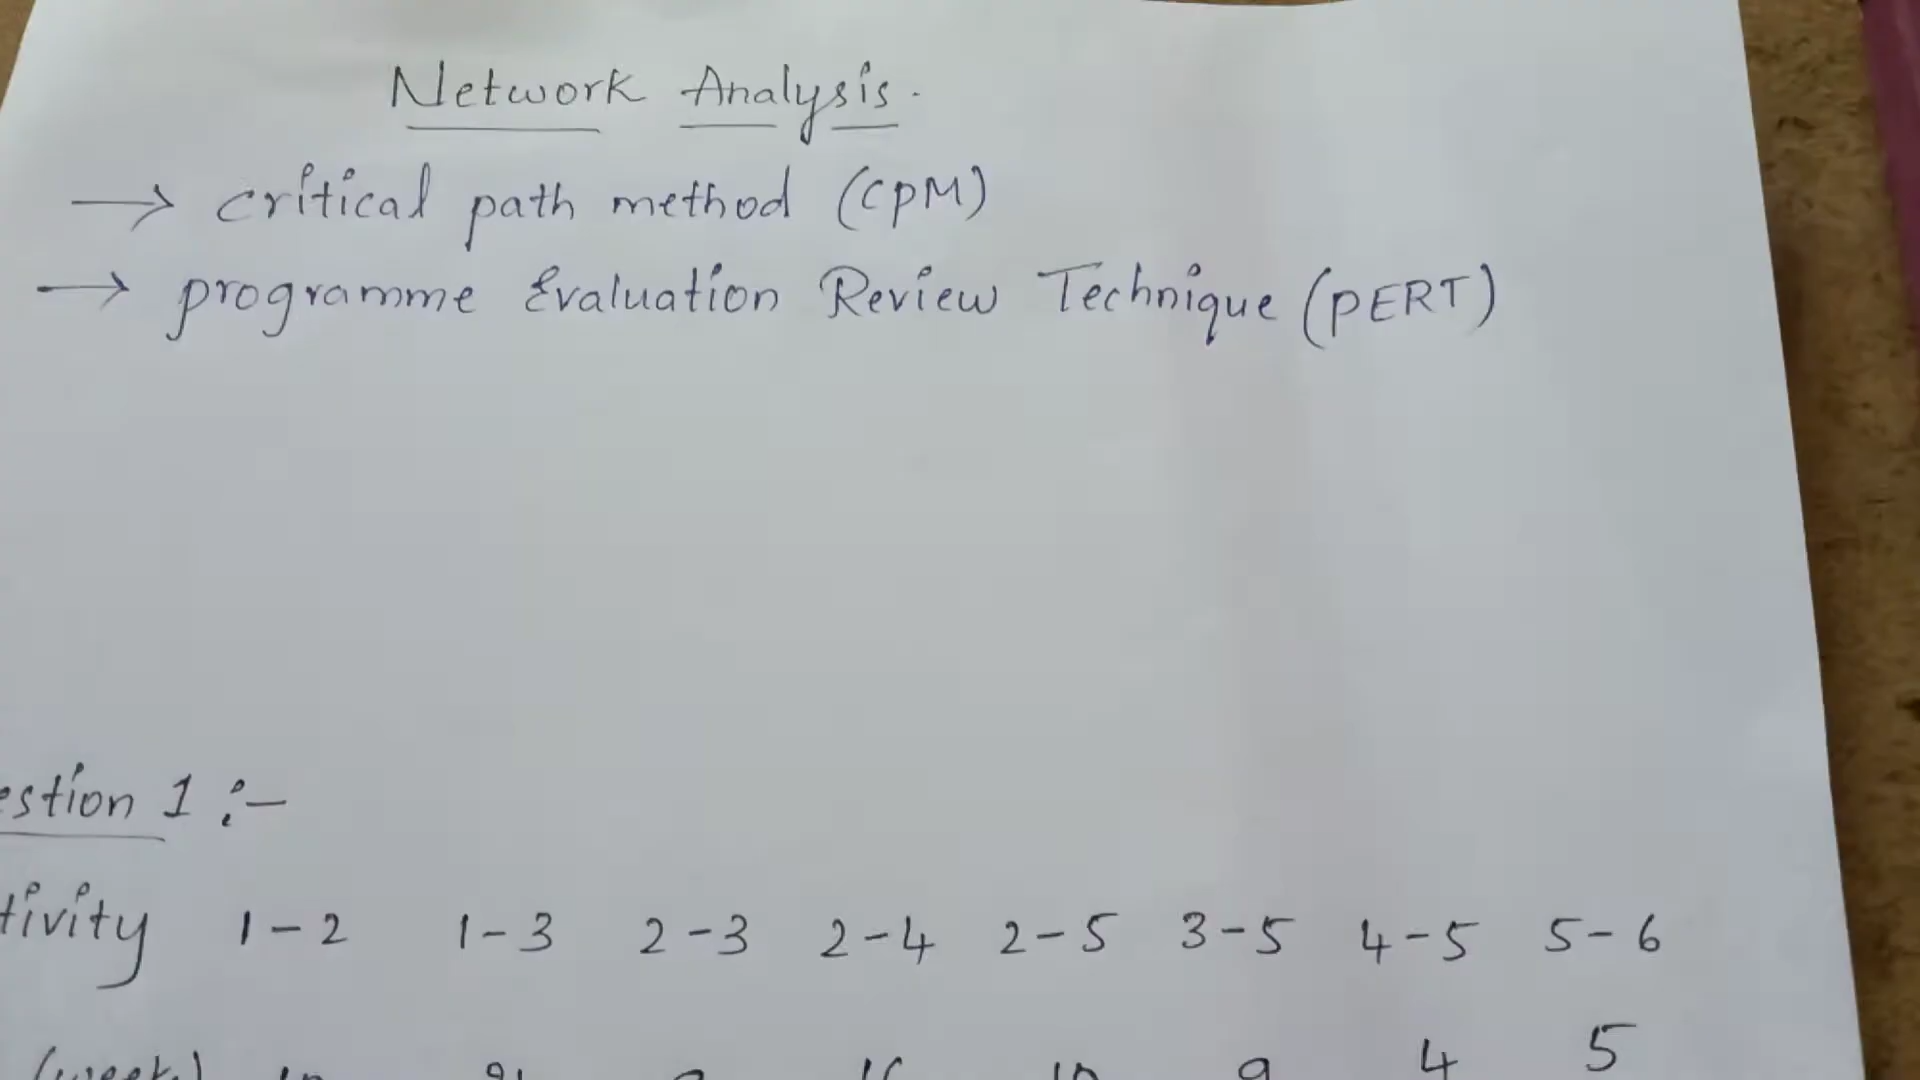 Network Analysis.
→ critical path method (CPM)
→ programme Evaluation Review Technique (PERT)
estion 1 :-
tivity 1-2 1-3 2-3 2-4 2-5 3-5 4-5 5-6
4 5